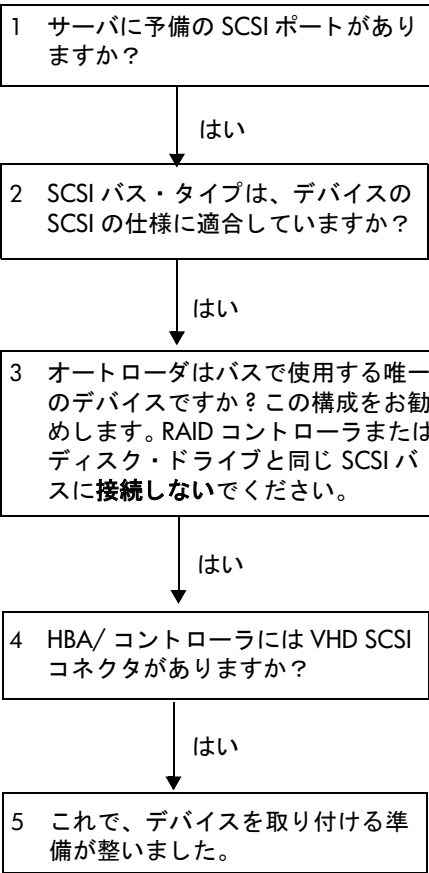 1 サーバに予備の SCSI ポートがあり
ますか？
はい
2 SCSI バス・タイプは、デバイスの
SCSI の仕様に適合していますか？
はい
3 オートローダはバスで使用する唯一
のデバイスですか？この構成をお勧
めします。RAID コントローラまたは
ディスク・ドライブと同じ SCSI バ
スに接続しないでください。
はい
4 HBA/ コントローラには VHD SCSI
コネクタがありますか？
はい
5 これで、デバイスを取り付ける準
備が整いました。